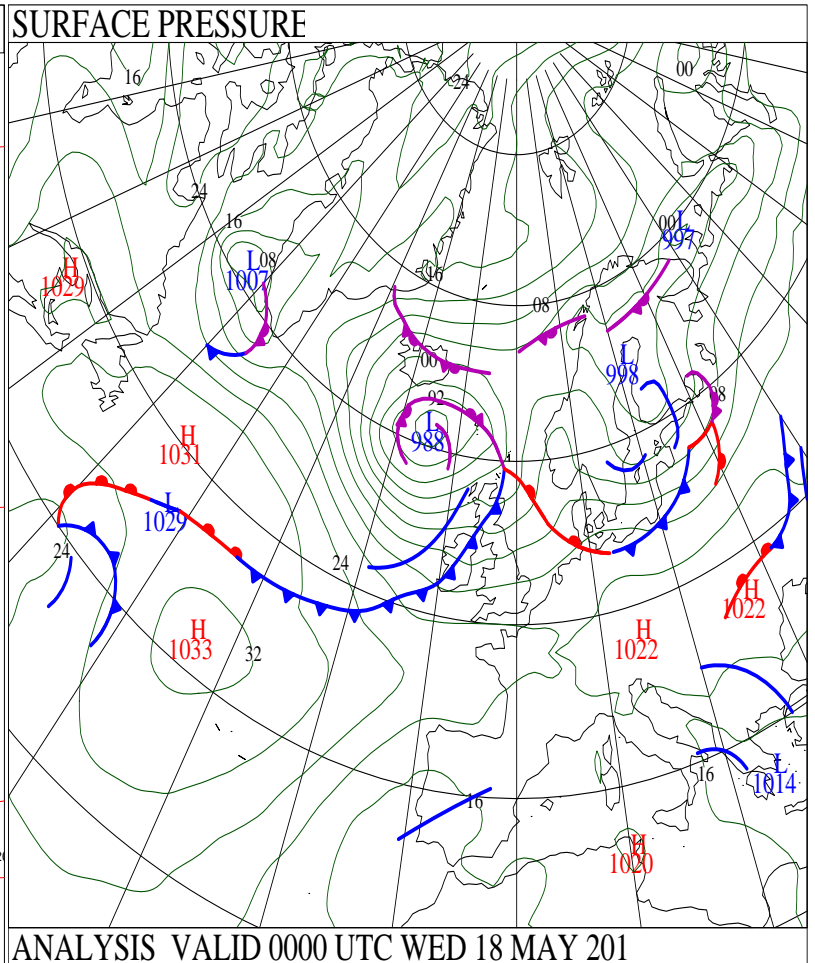 SURFACE PRESSURE
16
24
00
24
16
00 L
997
H
1029
L 08
1007
16
08
00
L
998
92
08
L
988
H
1031
L
1029
24
24
H
1022
H
1033
32
H
1022
16
L
1014
16
H
1020
ANALYSIS VALID 0000 UTC WED 18 MAY 201